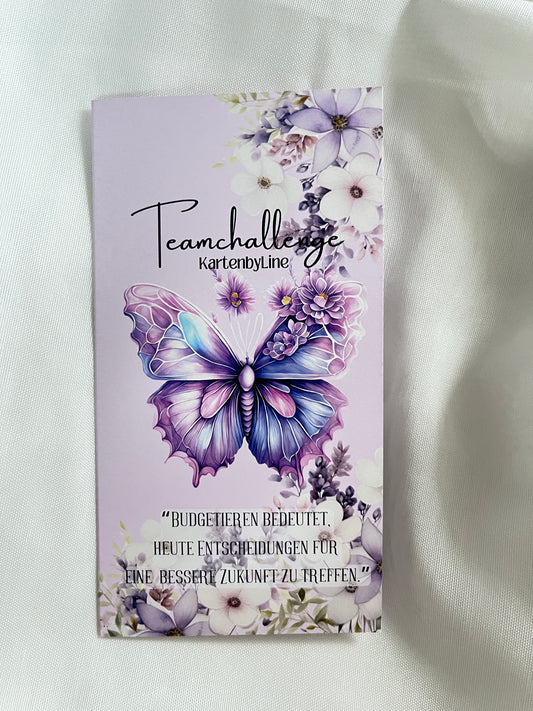 Teamchallenge
KartenbyLine
"Budgetieren bedeutet,
heute Entscheidungen für
eine bessere Zukunft zu treffen."